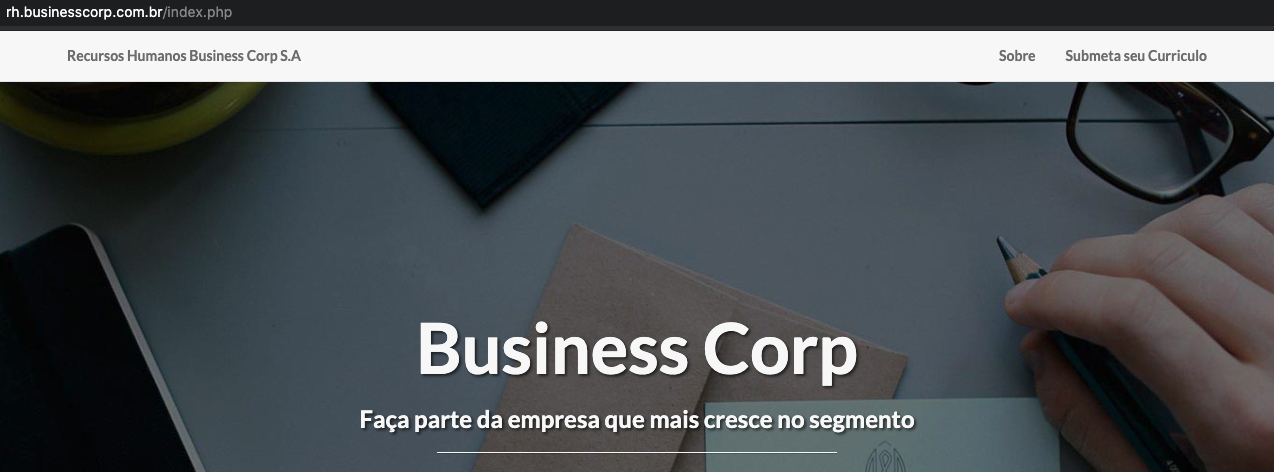 rh.businesscorp.com.br/index.php
Recursos Humanos Business Corp S.A Sobre Submeta seu Curriculo
Business Corp
Faça parte da empresa que mais cresce no segmento